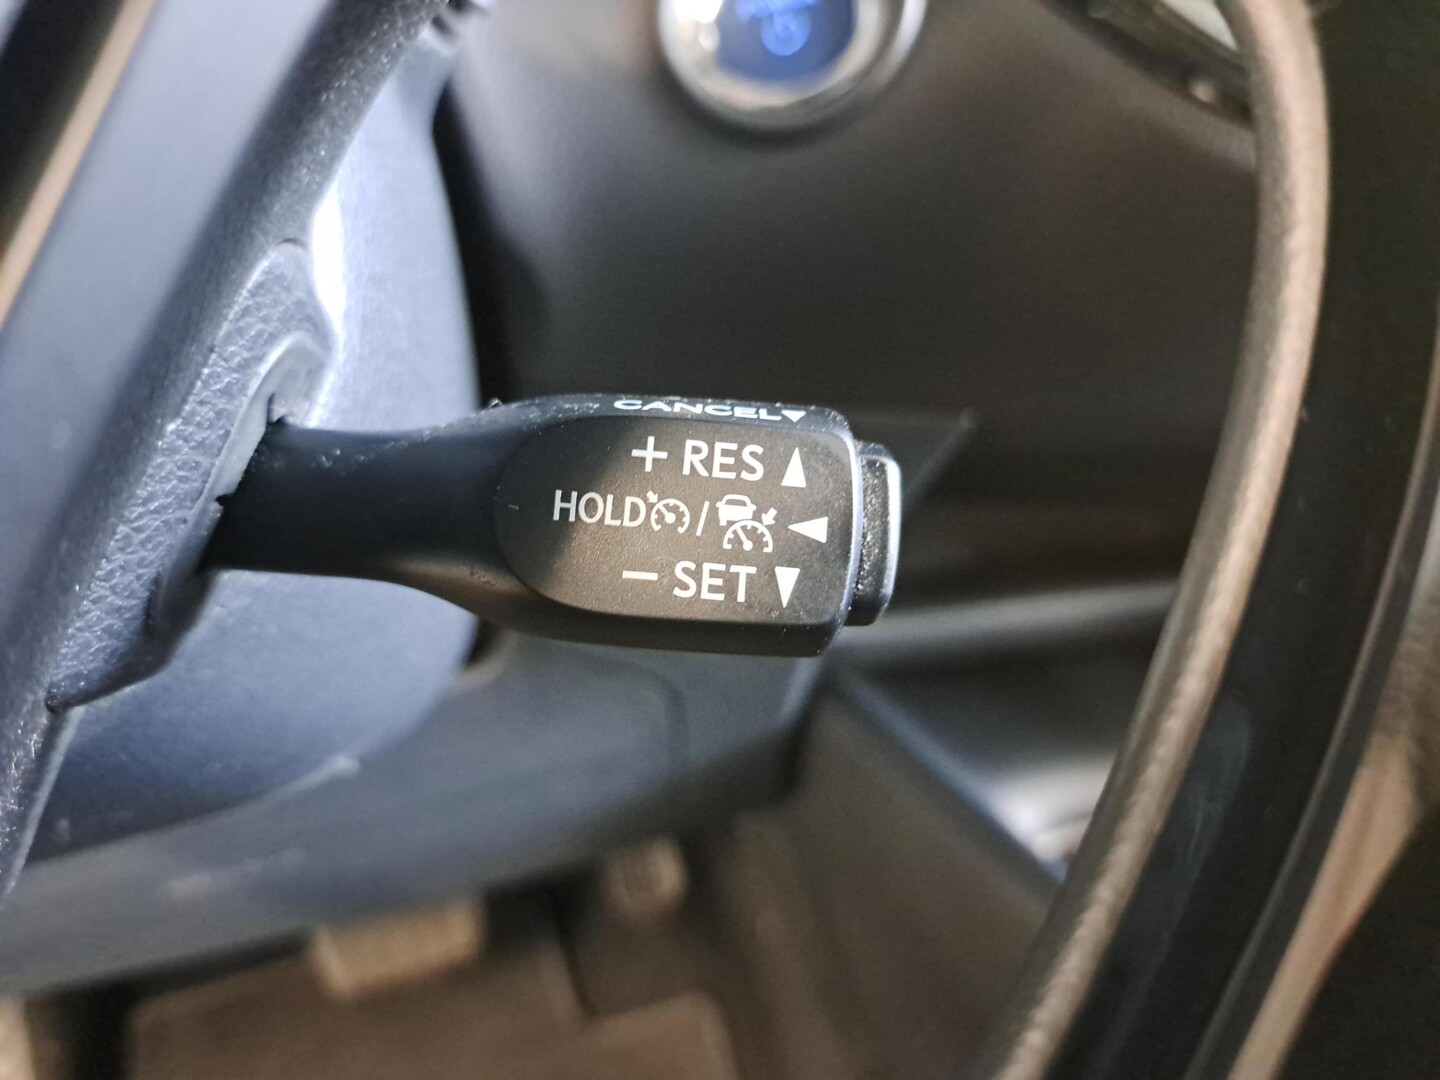 CANCEL
+ RES
HOLD /
− SET